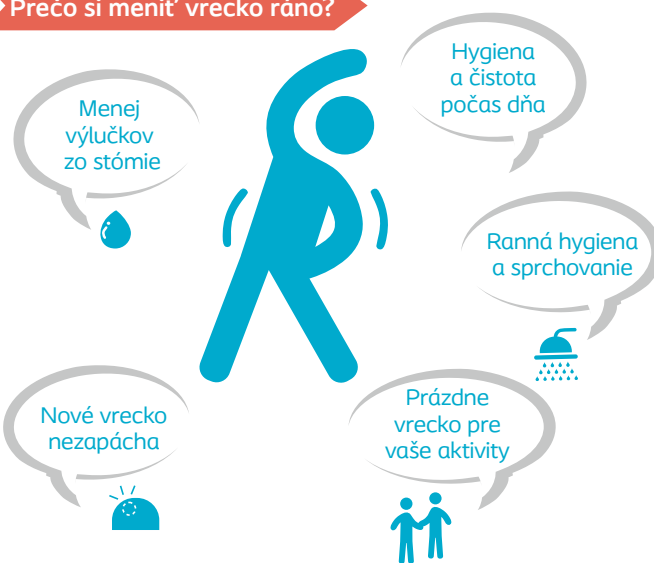 Prečo si meniť vrecko ráno?
Hygiena
a čistota
počas dňa
Menej
výlučkov
zo stómie
Ranná hygiena
a sprchovanie
Nové vrecko
nezapácha
Prázdne
vrecko pre
vaše aktivity